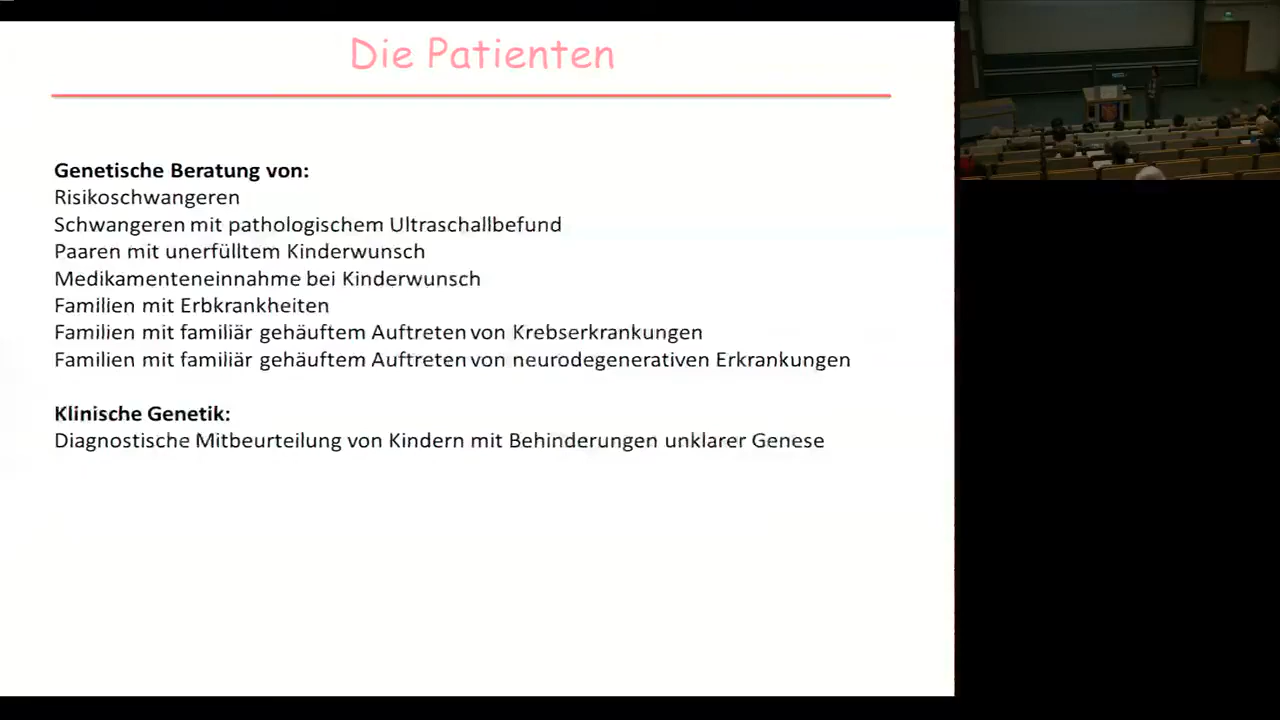 Die Patienten
Genetische Beratung von:
Risikoschwangeren
Schwangeren mit pathologischem Ultraschallbefund
Paaren mit unerfülltem Kinderwunsch
Medikamenteneinnahme bei Kinderwunsch
Familien mit Erbkrankheiten
Familien mit familiär gehäuftem Auftreten von Krebserkrankungen
Familien mit familiär gehäuftem Auftreten von neurodegenerativen Erkrankungen
Klinische Genetik:
Diagnostische Mitbeurteilung von Kindern mit Behinderungen unklarer Genese